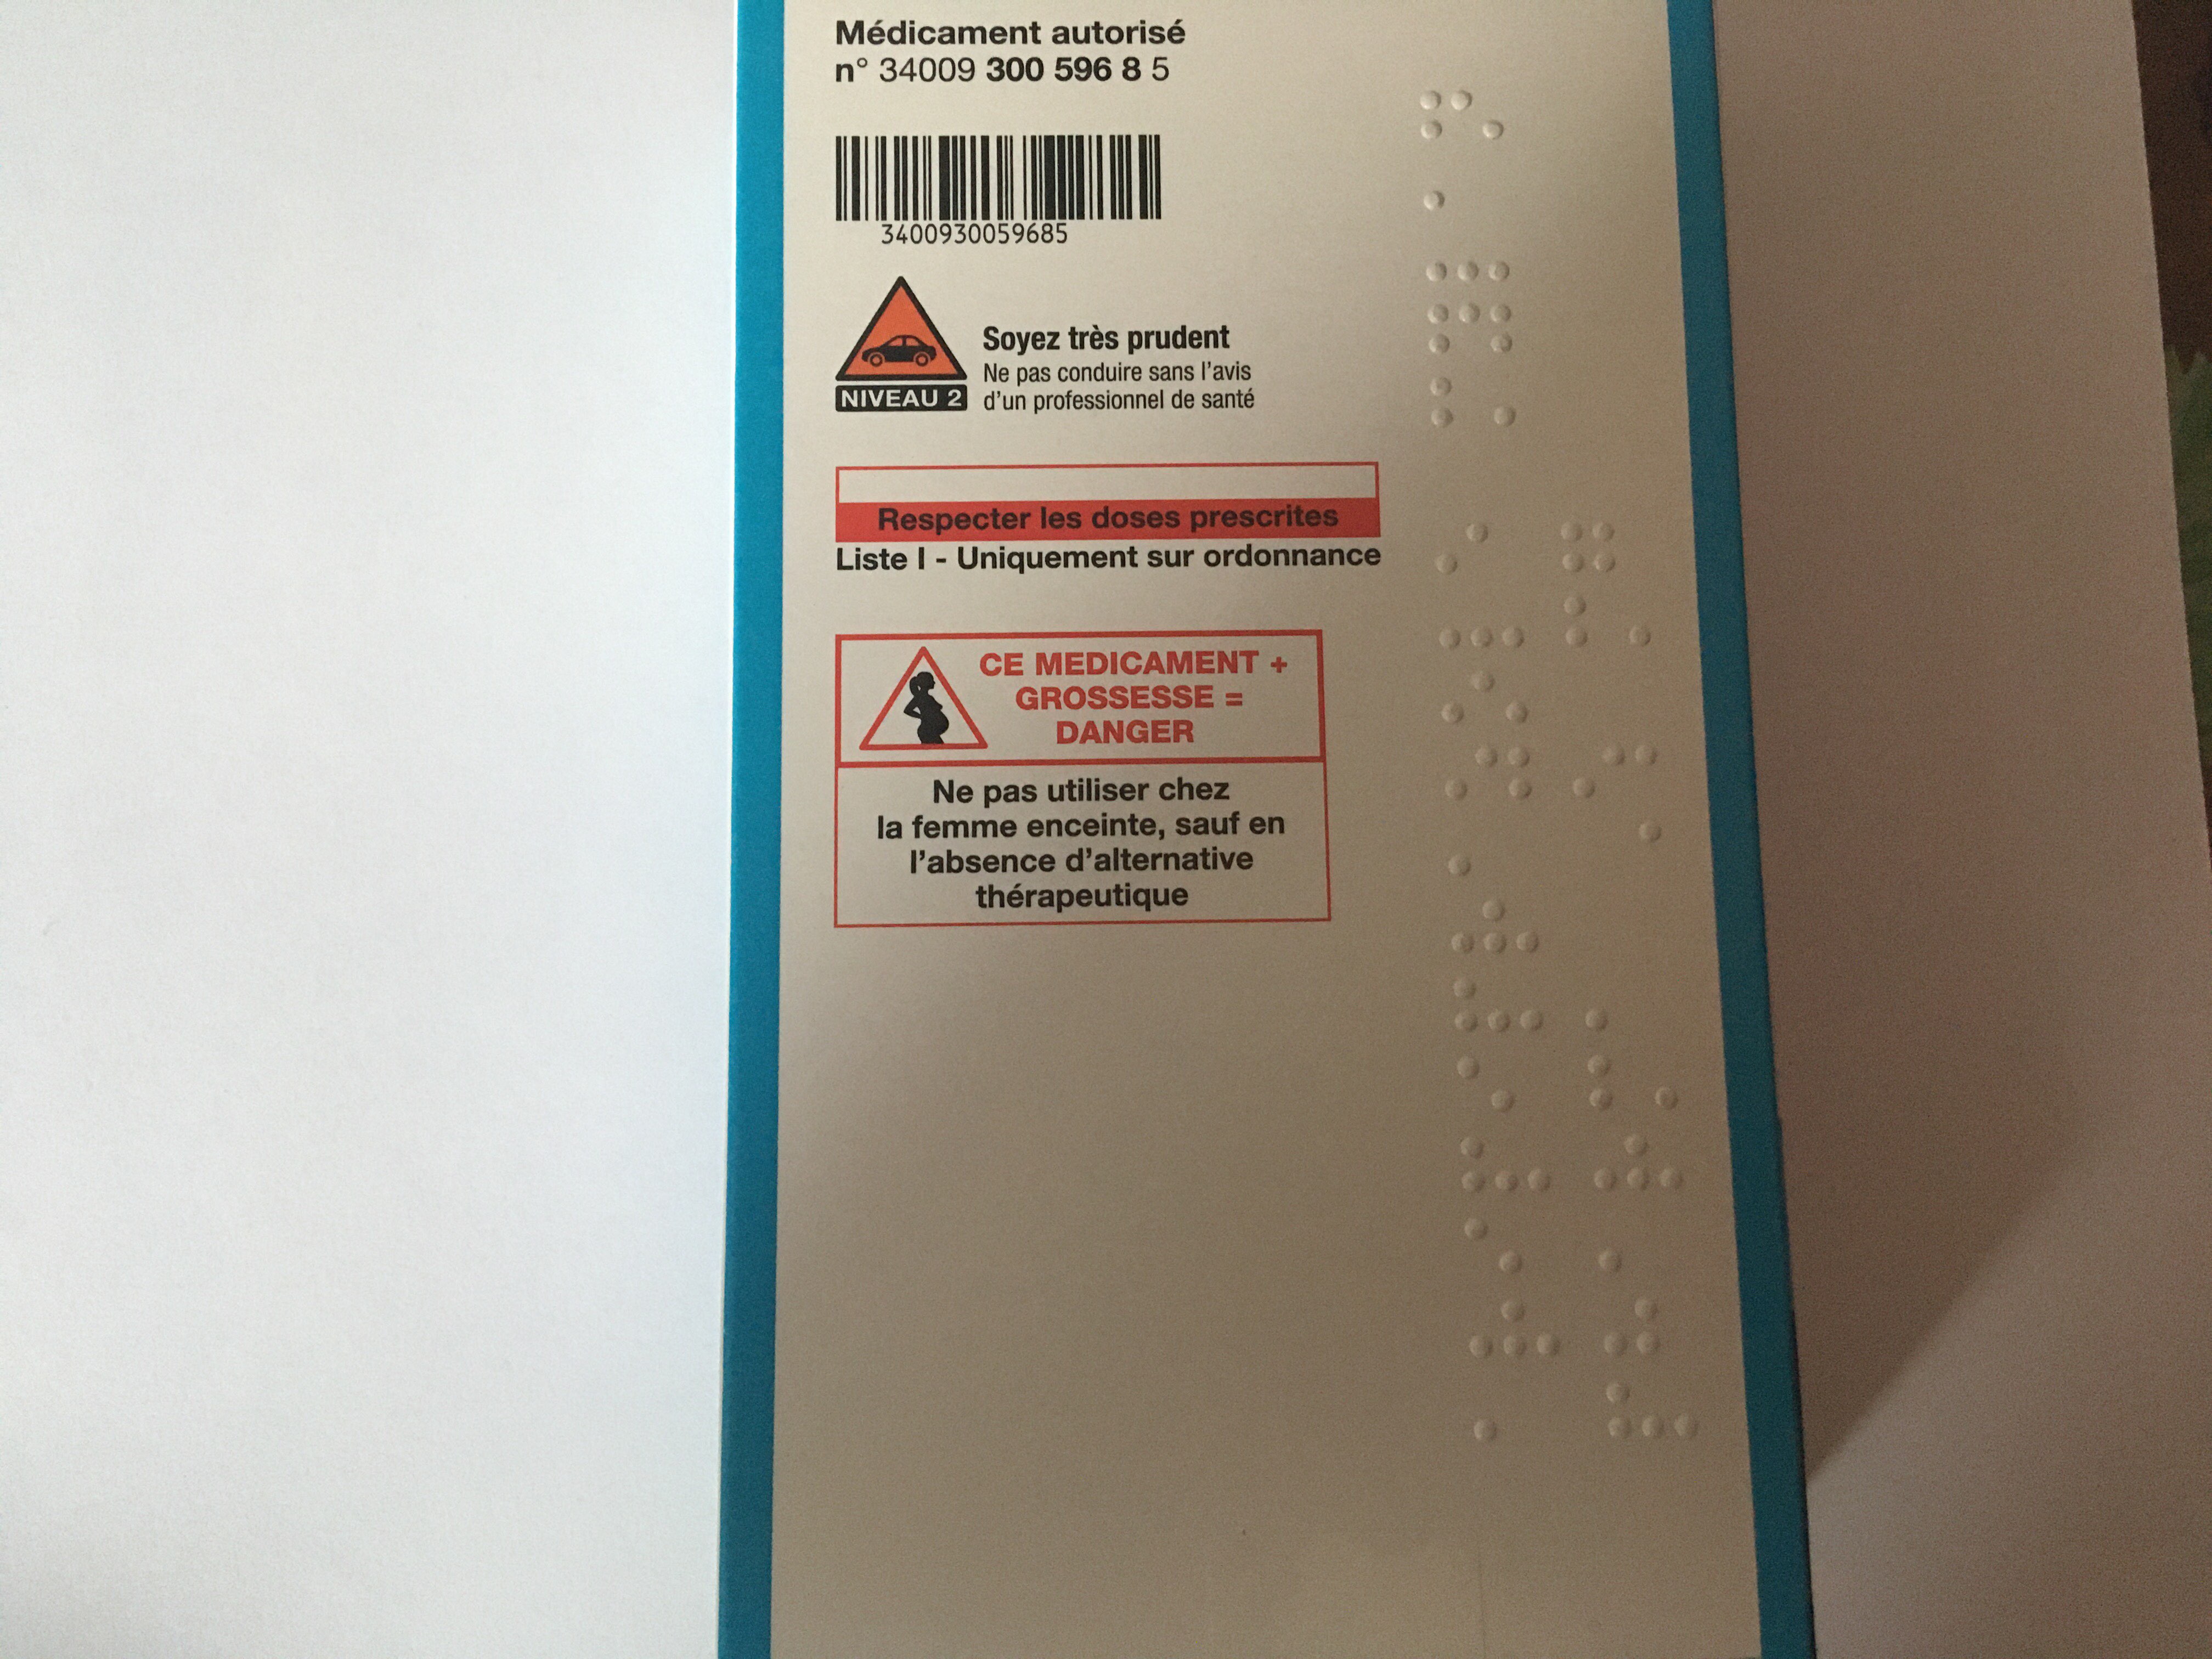 Médicament autorisé
n° 34009 300 596 8 5
3400930059685
Soyez très prudent
Ne pas conduire sans l'avis
d'un professionnel de santé
NIVEAU 2
Respecter les doses prescrites
Liste I - Uniquement sur ordonnance
CE MEDICAMENT +
GROSSESSE =
DANGER
Ne pas utiliser chez
la femme enceinte, sauf en
l'absence d'alternative
thérapeutique